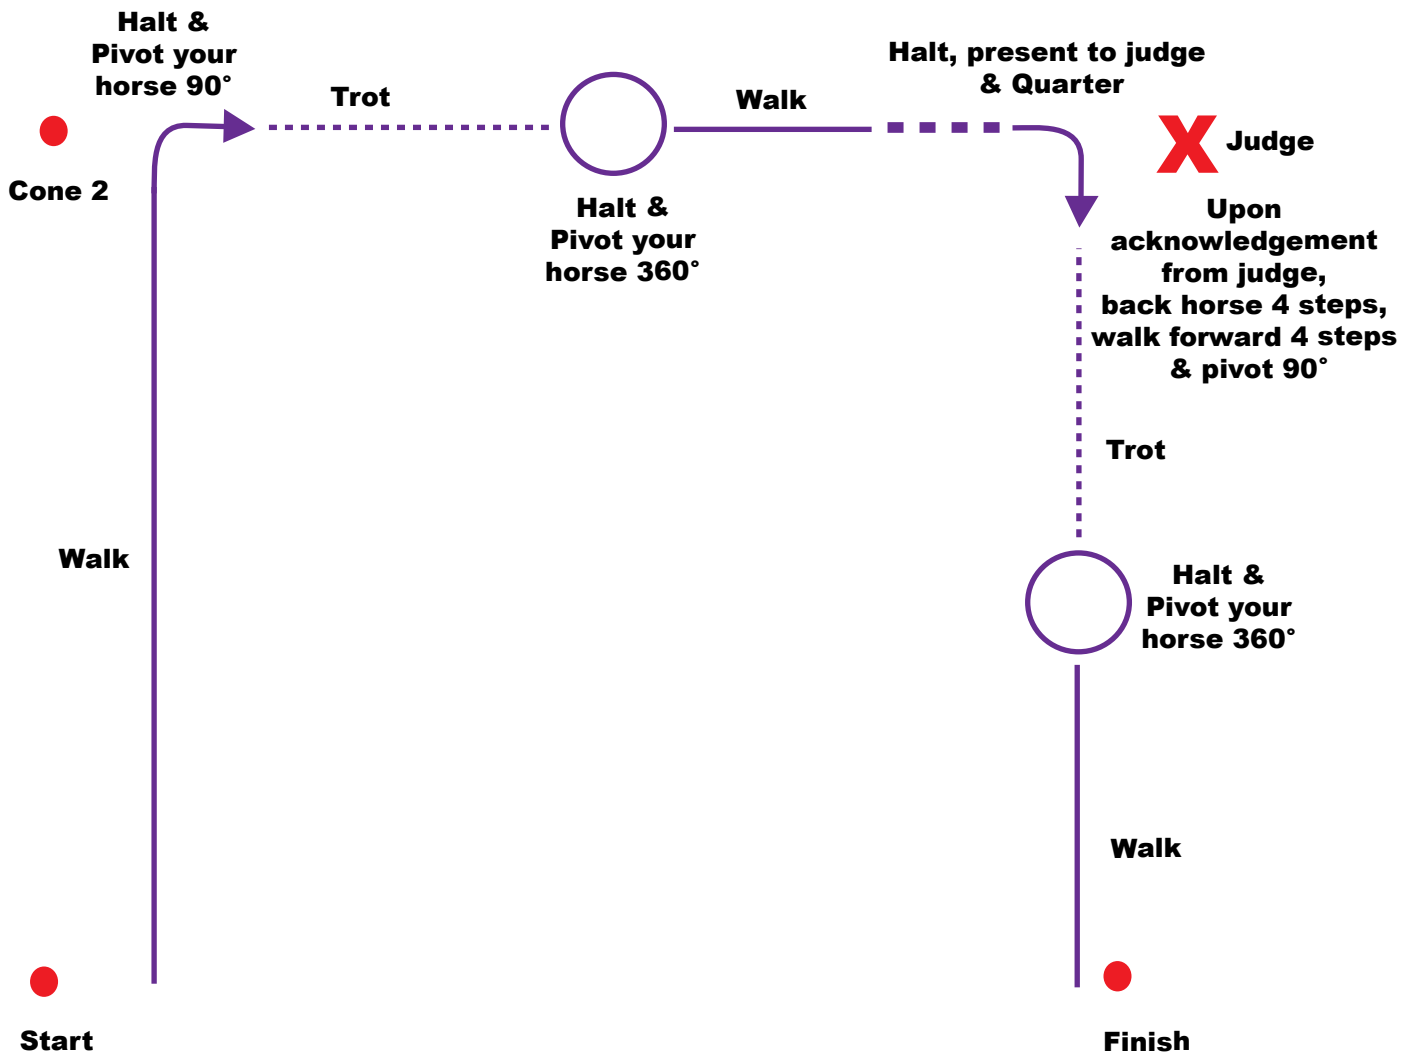 Halt &
Pivot your
horse 90°
Trot
Walk
Halt, present to judge
& Quarter
Judge
Cone 2
Halt &
Pivot your
horse 360°
Upon
acknowledgement
from judge,
back horse 4 steps,
walk forward 4 steps
& pivot 90°
Trot
Walk
Halt &
Pivot your
horse 360°
Walk
Start
Finish